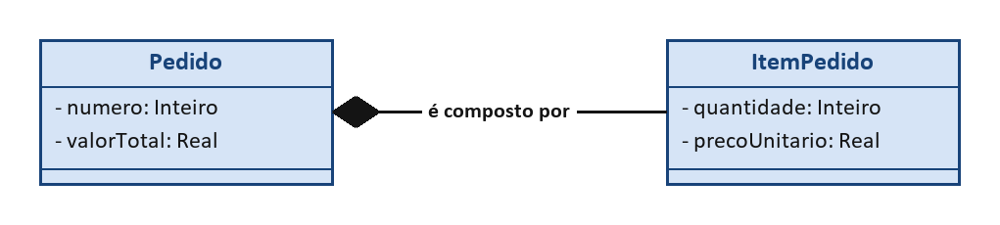 Pedido
- numero: Inteiro
- valorTotal: Real
é composto por
ItemPedido
- quantidade: Inteiro
- precoUnitario: Real